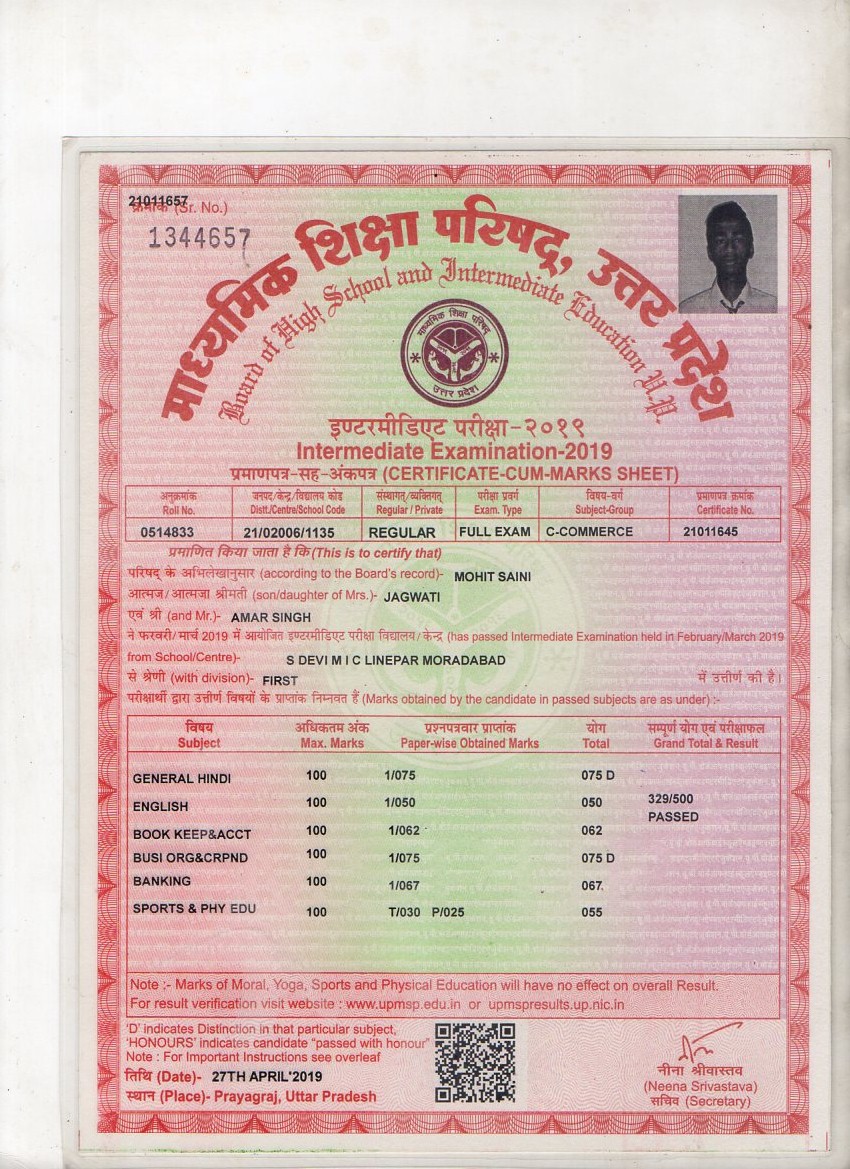 21011657
क्रमांक (Sr. No.)
1344657
माध्यमिक शिक्षा परिषद्, उत्तर प्रदेश
Board of High School and Intermediate Education U.P.
माध्यमिक शिक्षा परिषद्
उत्तर प्रदेश
इण्टरमीडिएट परीक्षा-२०१९
Intermediate Examination-2019
प्रमाणपत्र-सह-अंकपत्र (CERTIFICATE-CUM-MARKS SHEET)
अनुक्रमांक जनपद/केन्द्र/विद्यालय कोड संस्थागत/व्यक्तिगत परीक्षा प्रवर्ग विषय-वर्ग प्रमाणपत्र क्रमांक
Roll No. Distt./Centre/School Code Regular / Private Exam. Type Subject-Group Certificate No.
0514833 21/02006/1135 REGULAR FULL EXAM C-COMMERCE 21011645
प्रमाणित किया जाता है कि (This is to certify that)
परिषद् के अभिलेखानुसार (according to the Board's record)- MOHIT SAINI
आत्मज/आत्मजा श्रीमती (son/daughter of Mrs.)- JAGWATI
एवं श्री (and Mr.)- AMAR SINGH
ने फरवरी/मार्च 2019 में आयोजित इण्टरमीडिएट परीक्षा विद्यालय/केन्द्र (has passed Intermediate Examination held in February/March 2019
from School/Centre)- S DEVI M I C LINEPAR MORADABAD
से श्रेणी (with division)- FIRST में उत्तीर्ण की है।
परीक्षार्थी द्वारा उत्तीर्ण विषयों के प्राप्तांक निम्नवत हैं (Marks obtained by the candidate in passed subjects are as under) :-
विषय अधिकतम अंक प्रश्नपत्रवार प्राप्तांक योग सम्पूर्ण योग एवं परीक्षाफल
Subject Max. Marks Paper-wise Obtained Marks Total Grand Total & Result
GENERAL HINDI 100 1/075 075 D
ENGLISH 100 1/050 050 329/500
PASSED
BOOK KEEP&ACCT 100 1/062 062
BUSI ORG&CRPND 100 1/075 075 D
BANKING 100 1/067 067
SPORTS & PHY EDU 100 T/030 P/025 055
Note :- Marks of Moral, Yoga, Sports and Physical Education will have no effect on overall Result.
For result verification visit website : www.upmsp.edu.in or upmspresults.up.nic.in
'D' indicates Distinction in that particular subject,
'HONOURS' indicates candidate "passed with honour"
Note : For Important Instructions see overleaf
तिथि (Date)- 27TH APRIL'2019
स्थान (Place)- Prayagraj, Uttar Pradesh
नीना श्रीवास्तव
(Neena Srivastava)
सचिव (Secretary)